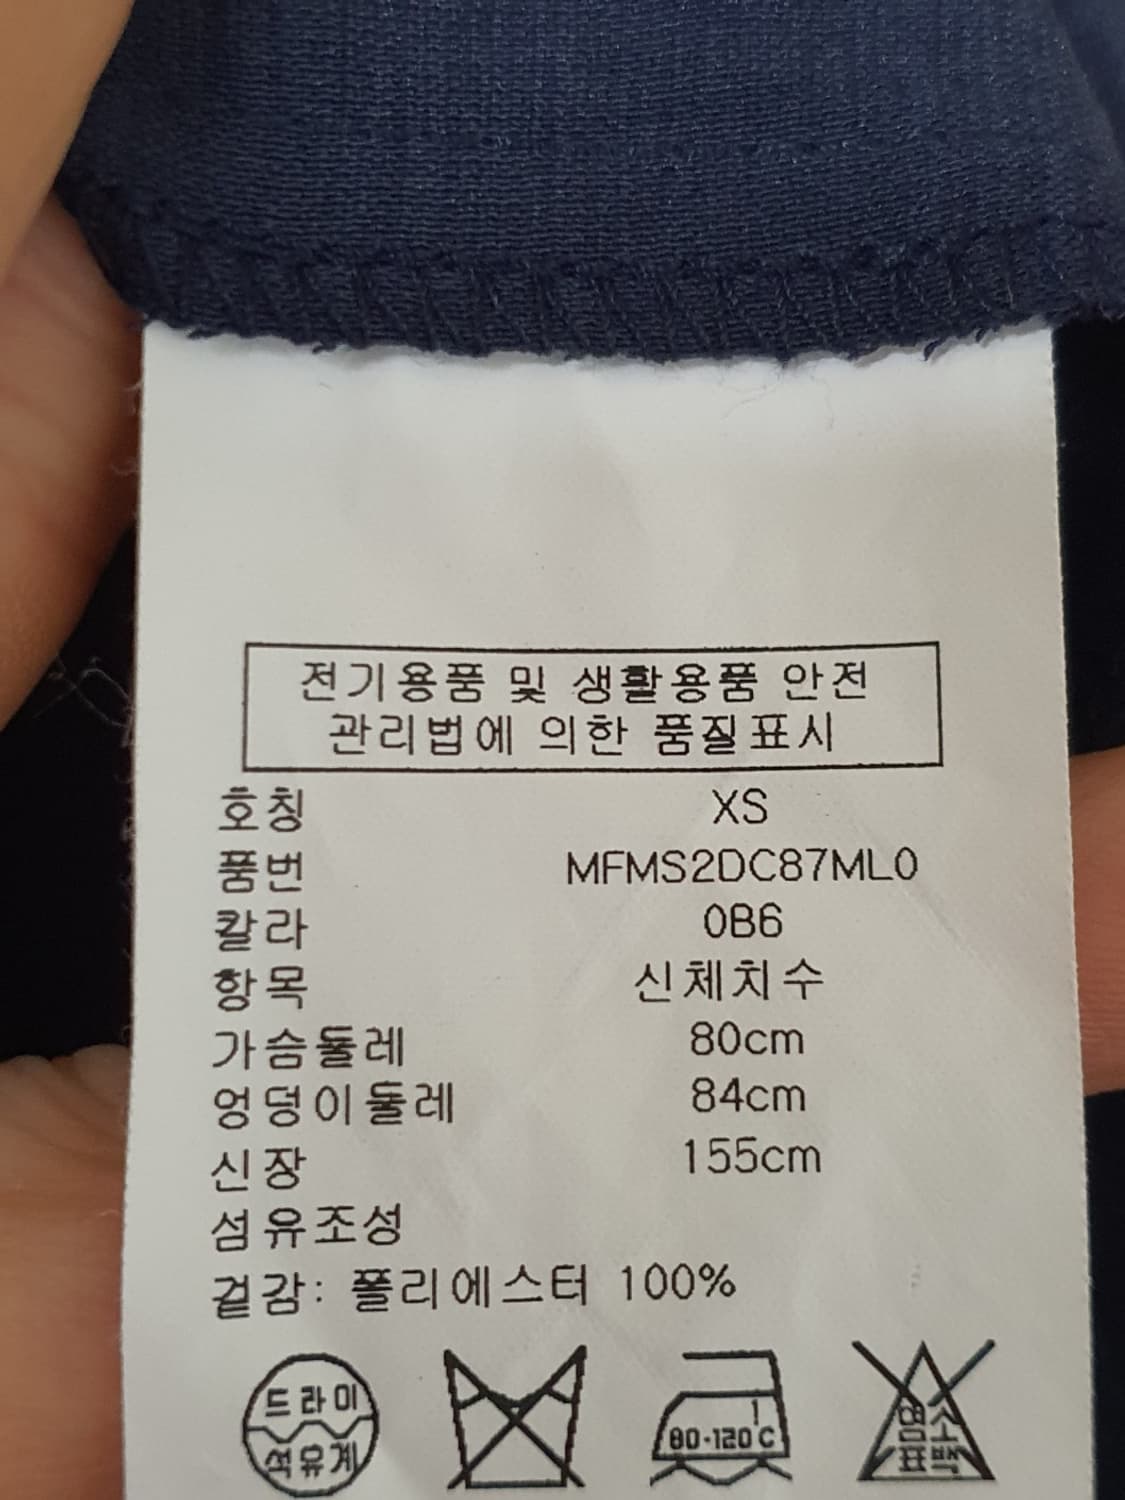 전기용품 및 생활용품 안전
관리법에 의한 품질표시
호칭 XS
품번 MFMS2DC87ML0
칼라 0B6
항목 신체치수
가슴둘레 80cm
엉덩이둘레 84cm
신장 155cm
섬유조성
겉감: 폴리에스터 100%
드라이
석유계
80-120℃
염소
표백